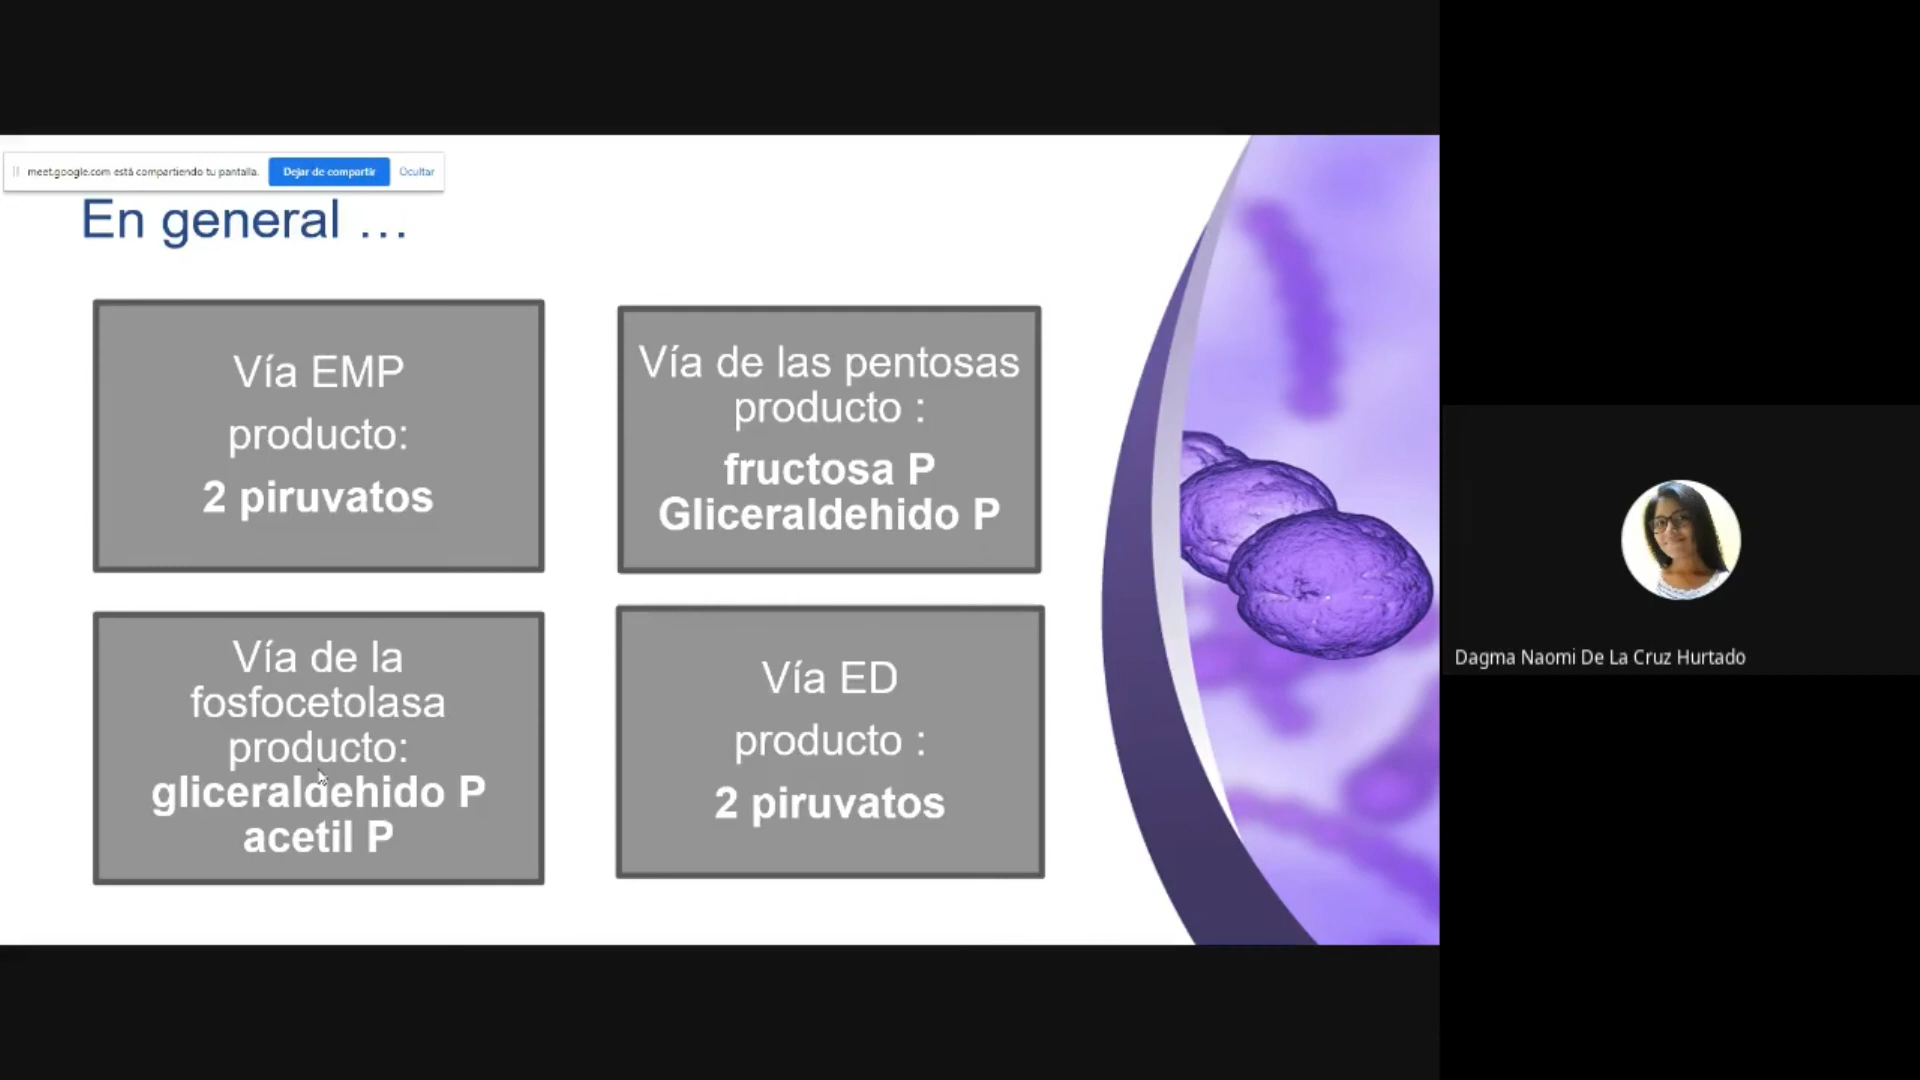 meet.google.com está compartiendo tu pantalla.
Dejar de compartir
Ocultar
En general …
Vía EMP
producto:
2 piruvatos
Vía de las pentosas
producto :
fructosa P
Gliceraldehido P
Vía de la
fosfocetolasa
producto:
gliceraldehido P
acetil P
Vía ED
producto :
2 piruvatos
Dagma Naomi De La Cruz Hurtado